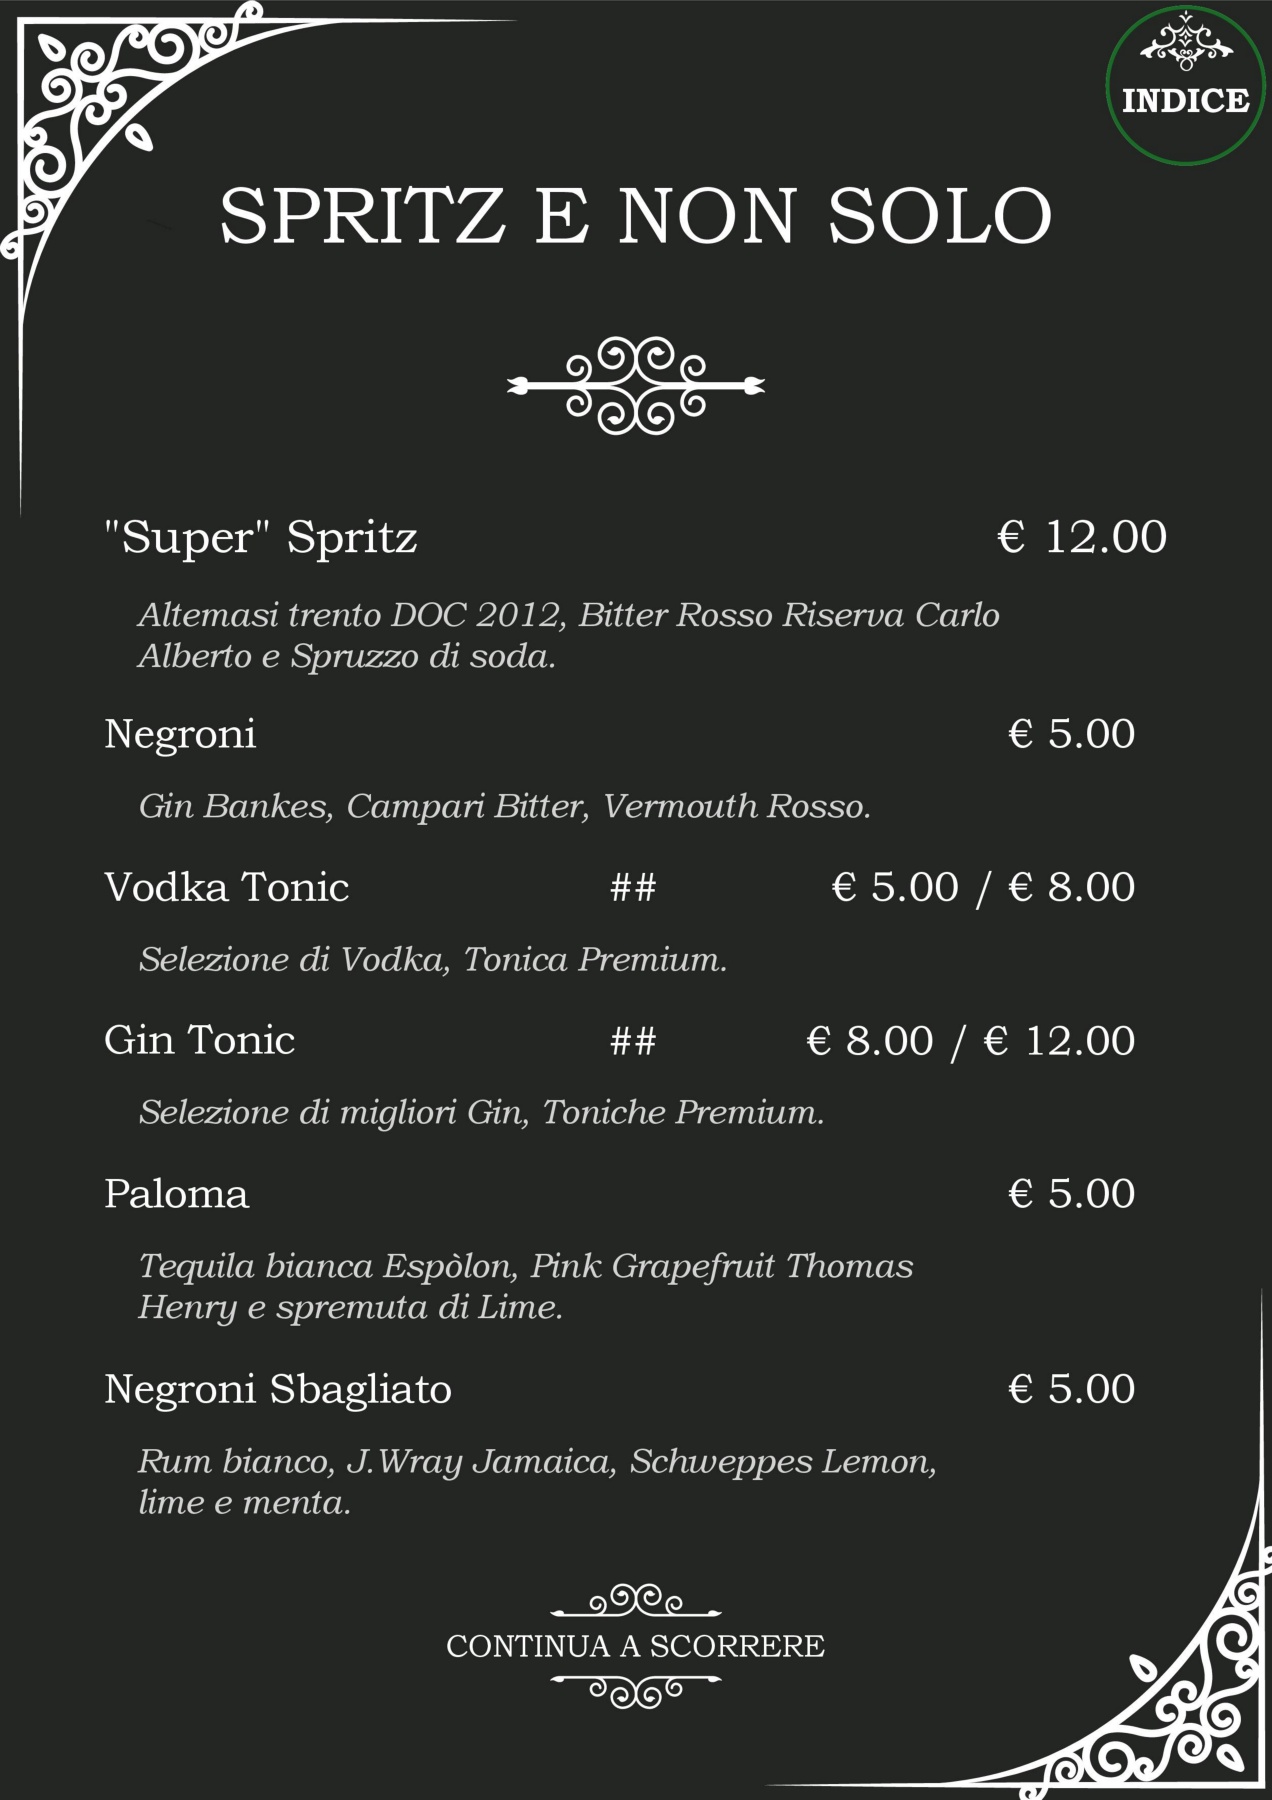 INDICE
SPRITZ E NON SOLO
"Super" Spritz € 12.00
Altemasi trento DOC 2012, Bitter Rosso Riserva Carlo
Alberto e Spruzzo di soda.
Negroni € 5.00
Gin Bankes, Campari Bitter, Vermouth Rosso.
Vodka Tonic ## € 5.00 / € 8.00
Selezione di Vodka, Tonica Premium.
Gin Tonic ## € 8.00 / € 12.00
Selezione di migliori Gin, Toniche Premium.
Paloma € 5.00
Tequila bianca Espòlon, Pink Grapefruit Thomas
Henry e spremuta di Lime.
Negroni Sbagliato € 5.00
Rum bianco, J.Wray Jamaica, Schweppes Lemon,
lime e menta.
CONTINUA A SCORRERE